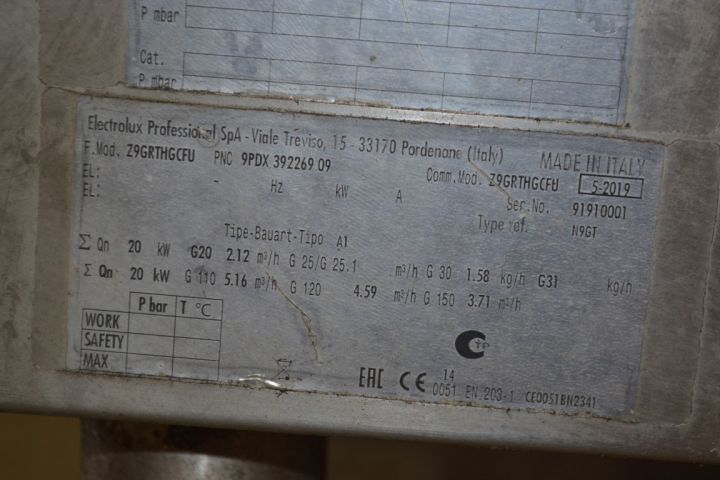 P mbar
Cat.
P mbar
Electrolux Professional SpA - Viale Treviso, 15 - 33170 Pordenone (Italy)
MADE IN ITALY
F.Mod. Z9GRTHGCFU PNC 9PDX 392269 09 Comm.Mod. Z9GRTHGCFU 5-2019
EL: - Hz kW A Ser.No. 91910001
EL:
Type ref. N9GT
Tipe-Bauart-Tipo A1
Σ Qn 20 kW G20 2.12 m³/h G 25/G 25.1 m³/h G 30 1.58 kg/h G31 kg/h
Σ Qn 20 kW G 110 5.16 m³/h G 120 4.59 m³/h G 150 3.71 m³/h
P bar T °C
WORK
SAFETY
MAX
EAC CE 14
0051 EN 203-1 CE0051BN2341